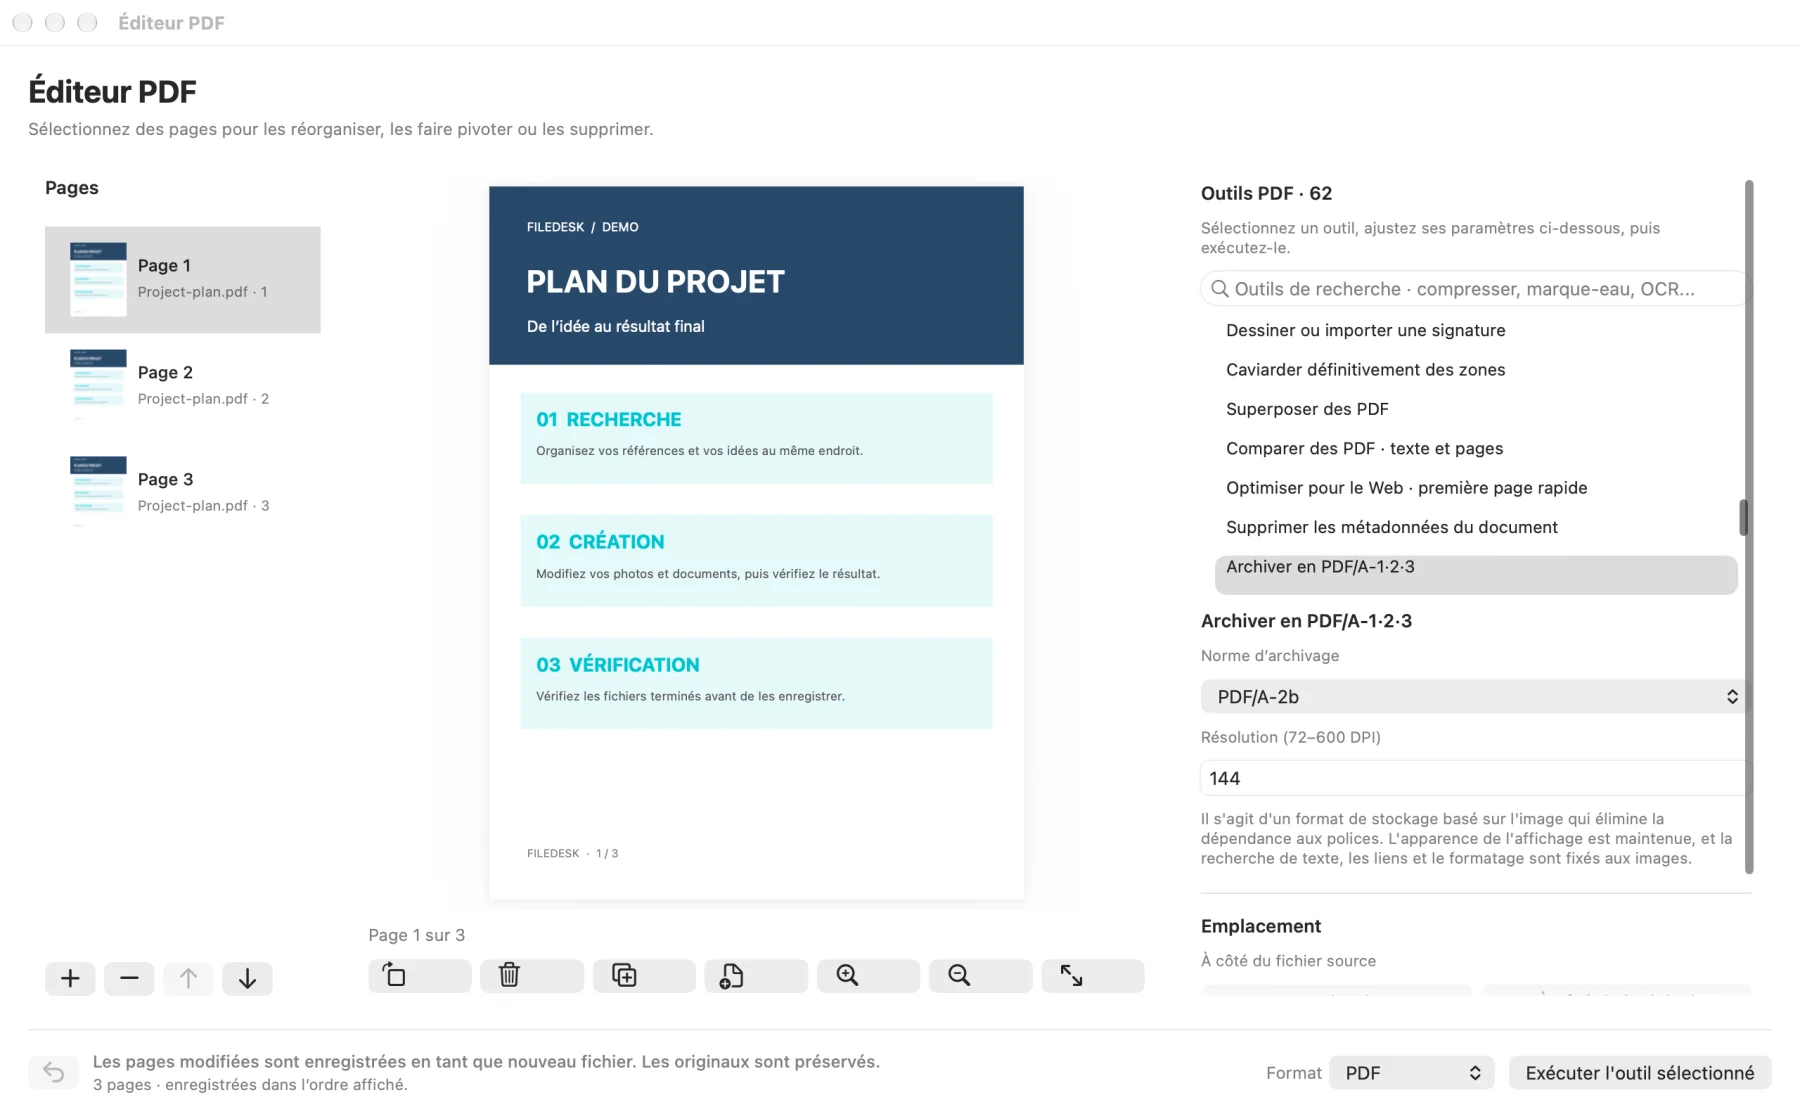 Éditeur PDF
Éditeur PDF
Sélectionnez des pages pour les réorganiser, les faire pivoter ou les supprimer.
Pages
Page 1
Project-plan.pdf · 1
Page 2
Project-plan.pdf · 2
Page 3
Project-plan.pdf · 3
FILEDESK / DEMO
PLAN DU PROJET
De l’idée au résultat final
01 RECHERCHE
Organisez vos références et vos idées au même endroit.
02 CRÉATION
Modifiez vos photos et documents, puis vérifiez le résultat.
03 VÉRIFICATION
Vérifiez les fichiers terminés avant de les enregistrer.
FILEDESK · 1 / 3
Page 1 sur 3
Outils PDF · 62
Sélectionnez un outil, ajustez ses paramètres ci-dessous, puis
exécutez-le.
Outils de recherche · compresser, marque-eau, OCR...
Dessiner ou importer une signature
Caviarder définitivement des zones
Superposer des PDF
Comparer des PDF · texte et pages
Optimiser pour le Web · première page rapide
Supprimer les métadonnées du document
Archiver en PDF/A-1·2·3
Archiver en PDF/A-1·2·3
Norme d’archivage
PDF/A-2b
Résolution (72–600 DPI)
144
Il s'agit d'un format de stockage basé sur l'image qui élimine la
dépendance aux polices. L'apparence de l'affichage est maintenue, et la
recherche de texte, les liens et le formatage sont fixés aux images.
Emplacement
À côté du fichier source
Les pages modifiées sont enregistrées en tant que nouveau fichier. Les originaux sont préservés.
3 pages · enregistrées dans l’ordre affiché.
Format
PDF
Exécuter l'outil sélectionné